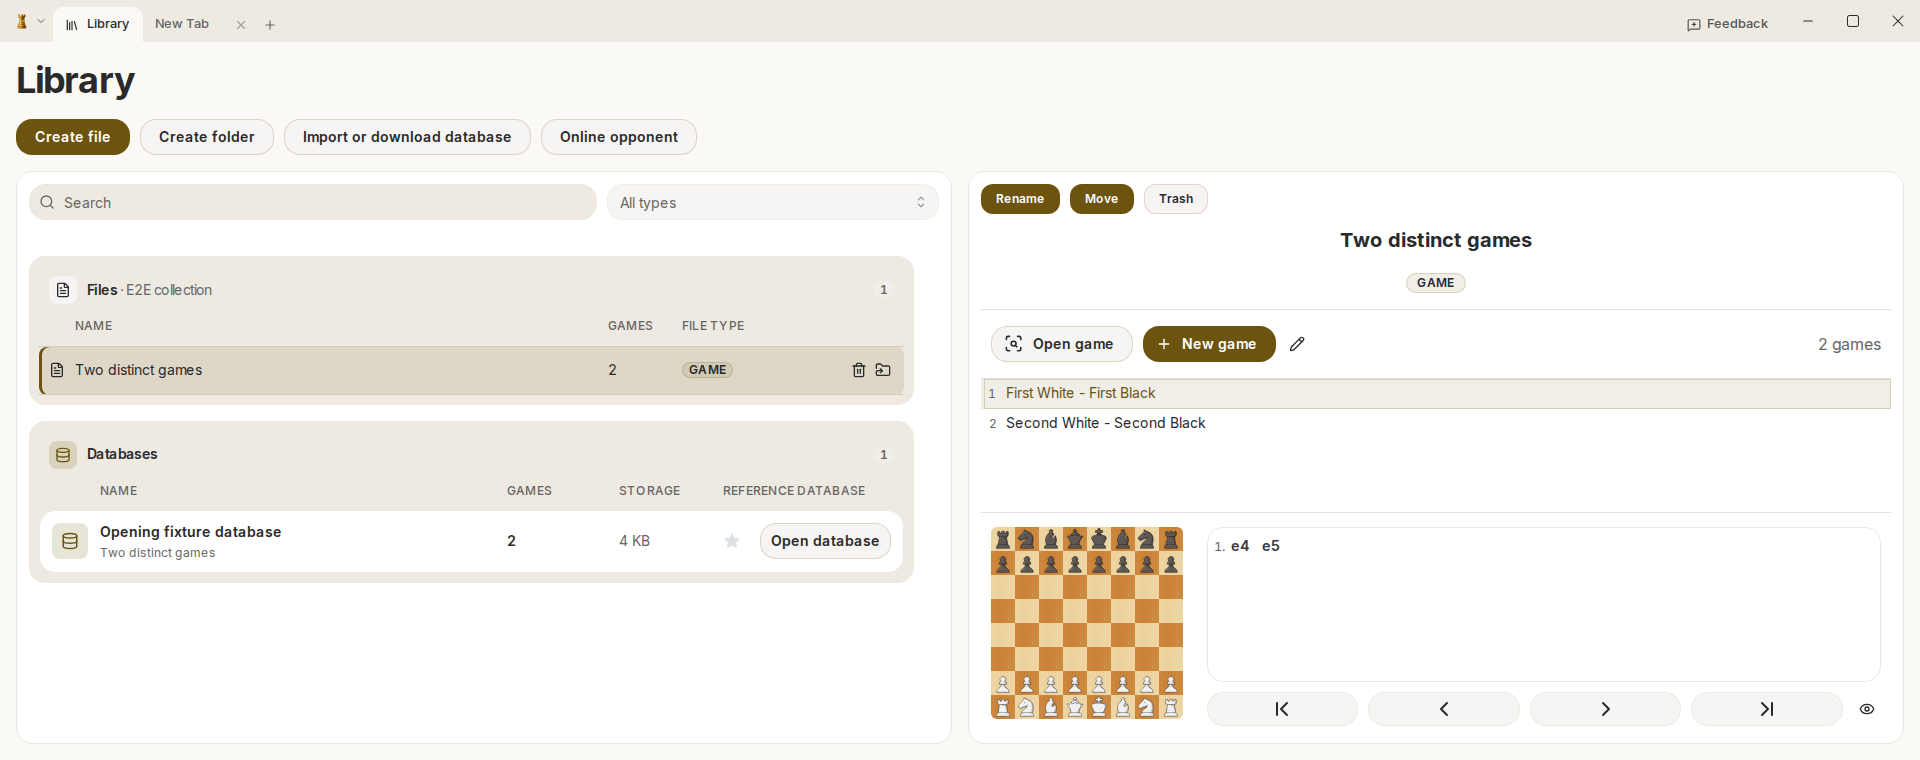 Library
New Tab
Feedback
Library
Create file
Create folder
Import or download database
Online opponent
Search
All types
Files · E2E collection
1
NAME
GAMES
FILE TYPE
Two distinct games
2
GAME
Databases
1
NAME
GAMES
STORAGE
REFERENCE DATABASE
Opening fixture database
Two distinct games
2
4 KB
Open database
Rename
Move
Trash
Two distinct games
GAME
Open game
New game
2 games
1 First White - First Black
2 Second White - Second Black
1. e4 e5